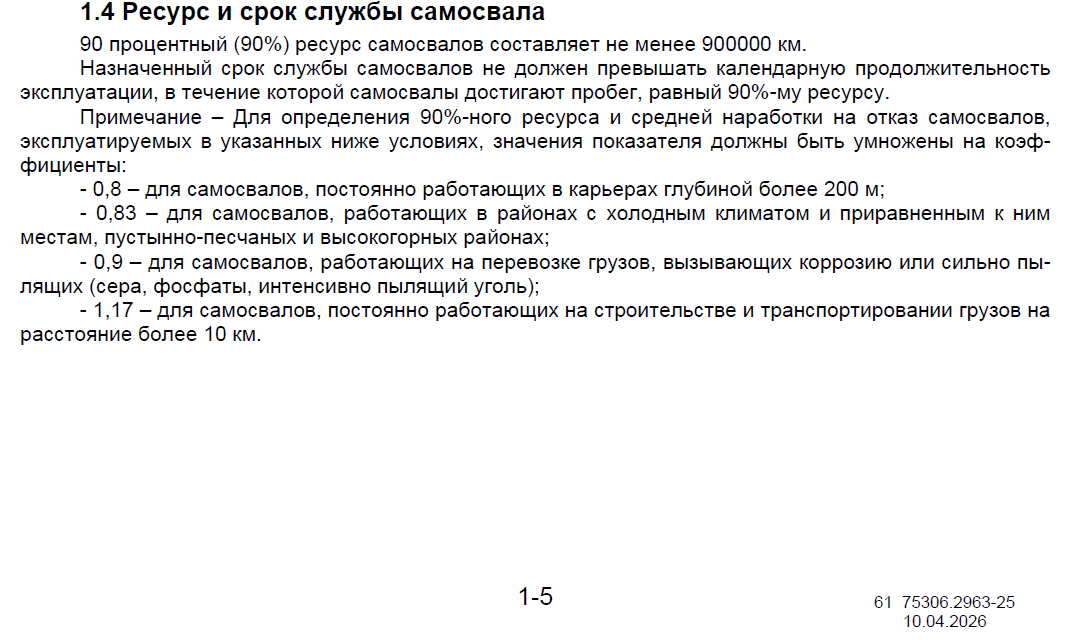 1.4 Ресурс и срок службы самосвала
90 процентный (90%) ресурс самосвалов составляет не менее 900000 км.
Назначенный срок службы самосвалов не должен превышать календарную продолжительность
эксплуатации, в течение которой самосвалы достигают пробег, равный 90%-му ресурсу.
Примечание – Для определения 90%-ного ресурса и средней наработки на отказ самосвалов,
эксплуатируемых в указанных ниже условиях, значения показателя должны быть умножены на коэф-
фициенты:
- 0,8 – для самосвалов, постоянно работающих в карьерах глубиной более 200 м;
- 0,83 – для самосвалов, работающих в районах с холодным климатом и приравненным к ним
местам, пустынно-песчаных и высокогорных районах;
- 0,9 – для самосвалов, работающих на перевозке грузов, вызывающих коррозию или сильно пы-
лящих (сера, фосфаты, интенсивно пылящий уголь);
- 1,17 – для самосвалов, постоянно работающих на строительстве и транспортировании грузов на
расстояние более 10 км.
1-5
61 75306.2963-25
10.04.2026